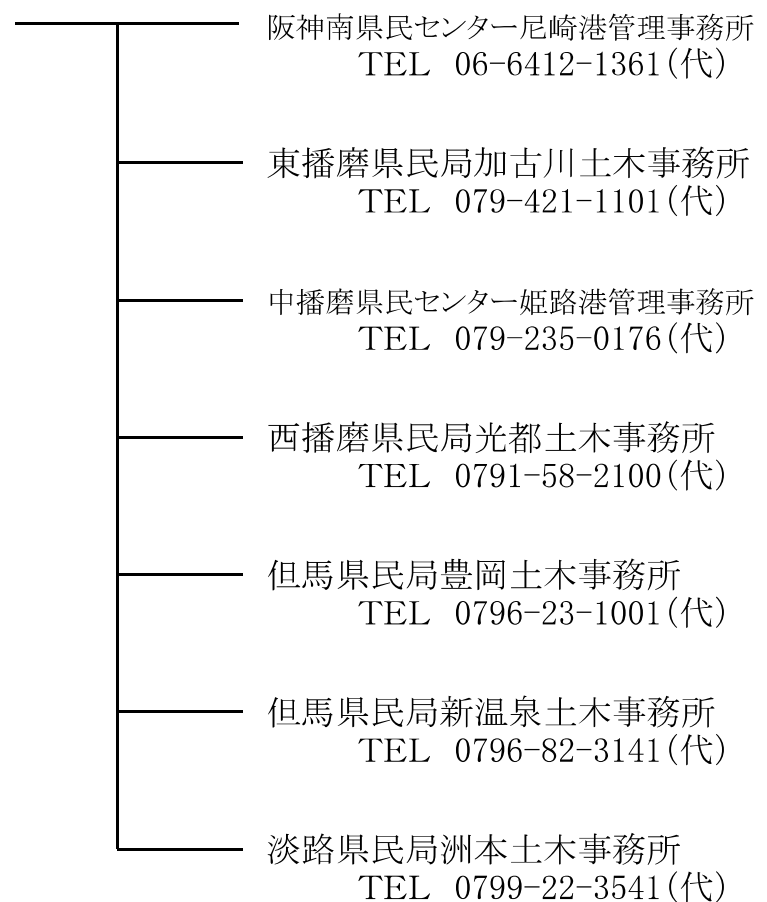 阪神南県民センター尼崎港管理事務所
TEL　06-6412-1361(代)
東播磨県民局加古川土木事務所
TEL　079-421-1101(代)
中播磨県民センター姫路港管理事務所
TEL　079-235-0176(代)
西播磨県民局光都土木事務所
TEL　0791-58-2100(代)
但馬県民局豊岡土木事務所
TEL　0796-23-1001(代)
但馬県民局新温泉土木事務所
TEL　0796-82-3141(代)
淡路県民局洲本土木事務所
TEL　0799-22-3541(代)